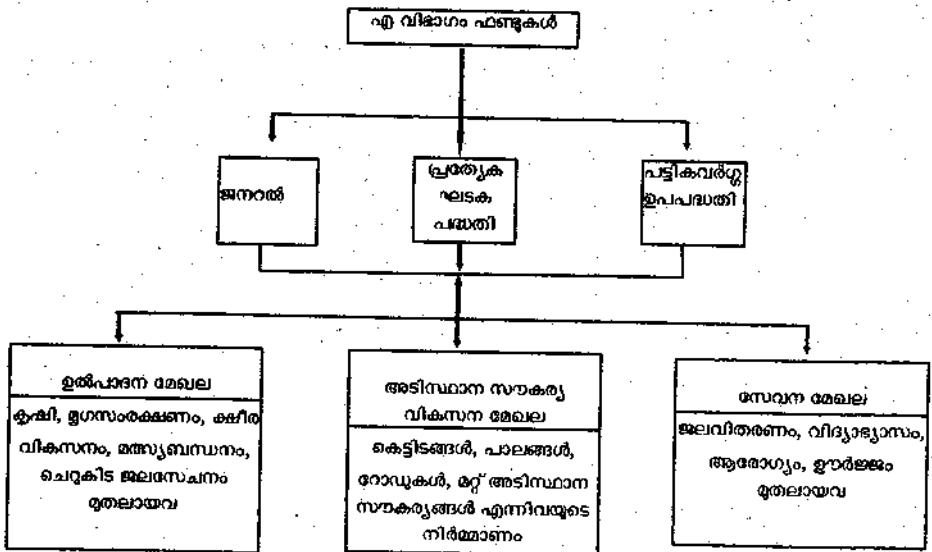 എ വിഭാഗം ഫണ്ടുകൾ
ജനറൽ
പ്രത്യേക
ഘടക
പദ്ധതി
പട്ടികവർഗ്ഗ
ഉപപദ്ധതി
ഉൽപാദന മേഖല
കൃഷി, മൃഗസംരക്ഷണം, ക്ഷീര
വികസനം, മത്സ്യബന്ധനം,
ചെറുകിട ജലസേചനം
മുതലായവ
അടിസ്ഥാന സൗകര്യ
വികസന മേഖല
കെട്ടിടങ്ങൾ, പാലങ്ങൾ,
റോഡുകൾ, മറ്റ് അടിസ്ഥാന
സൗകര്യങ്ങൾ എന്നിവയുടെ
നിർമ്മാണം
സേവന മേഖല
ജലവിതരണം, വിദ്യാഭ്യാസം,
ആരോഗ്യം, ഊർജ്ജം
മുതലായവ